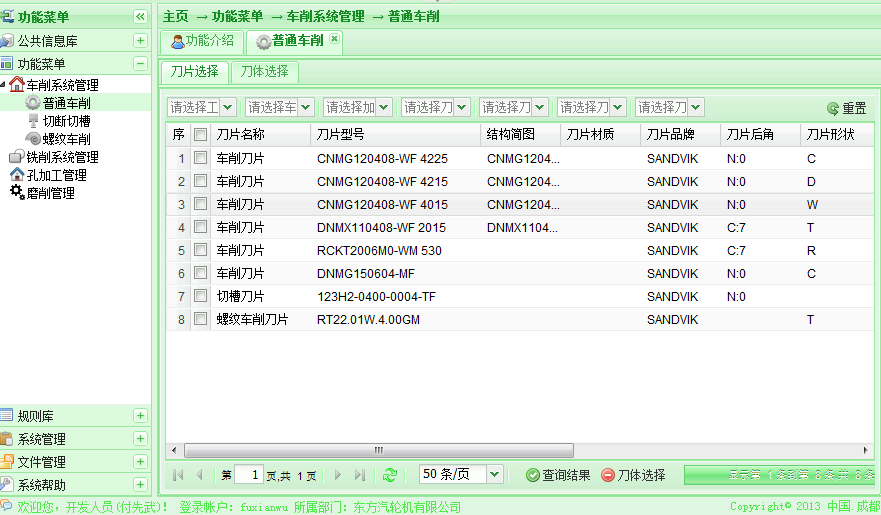 功能菜单
公共信息库
功能菜单
车削系统管理
普通车削
切断切槽
螺纹车削
铣削系统管理
孔加工管理
磨削管理
规则库
系统管理
文件管理
系统帮助
主页 →功能菜单 →车削系统管理 →普通车削
功能介绍 普通车削
刀片选择 刀体选择
请选择工 请选择车 请选择加 请选择刀 请选择刀 请选择刀 请选择刀 重置
序 刀片名称 刀片型号 结构简图 刀片材质 刀片品牌 刀片后角 刀片形状
1 车削刀片 CNMG120408-WF 4225 CNMG1204... SANDVIK N:0 C
2 车削刀片 CNMG120408-WF 4215 CNMG1204... SANDVIK N:0 D
3 车削刀片 CNMG120408-WF 4015 CNMG1204... SANDVIK N:0 W
4 车削刀片 DNMX110408-WF 2015 DNMX1104... SANDVIK C:7 T
5 车削刀片 RCKT2006M0-WM 530 SANDVIK C:7 R
6 车削刀片 DNMG150604-MF SANDVIK N:0 C
7 切槽刀片 123H2-0400-0004-TF SANDVIK N:0
8 螺纹车削刀片 RT22.01W.4.00GM SANDVIK T
第 1 页,共 1 页 50 条/页 查询结果 刀体选择 显示第 1 条到第 8 条 共 8 条
欢迎您，开发人员(付先武)！ 登录帐户：fuxianwu 所属部门：东方汽轮机有限公司 Copyright© 2013 中国.成都